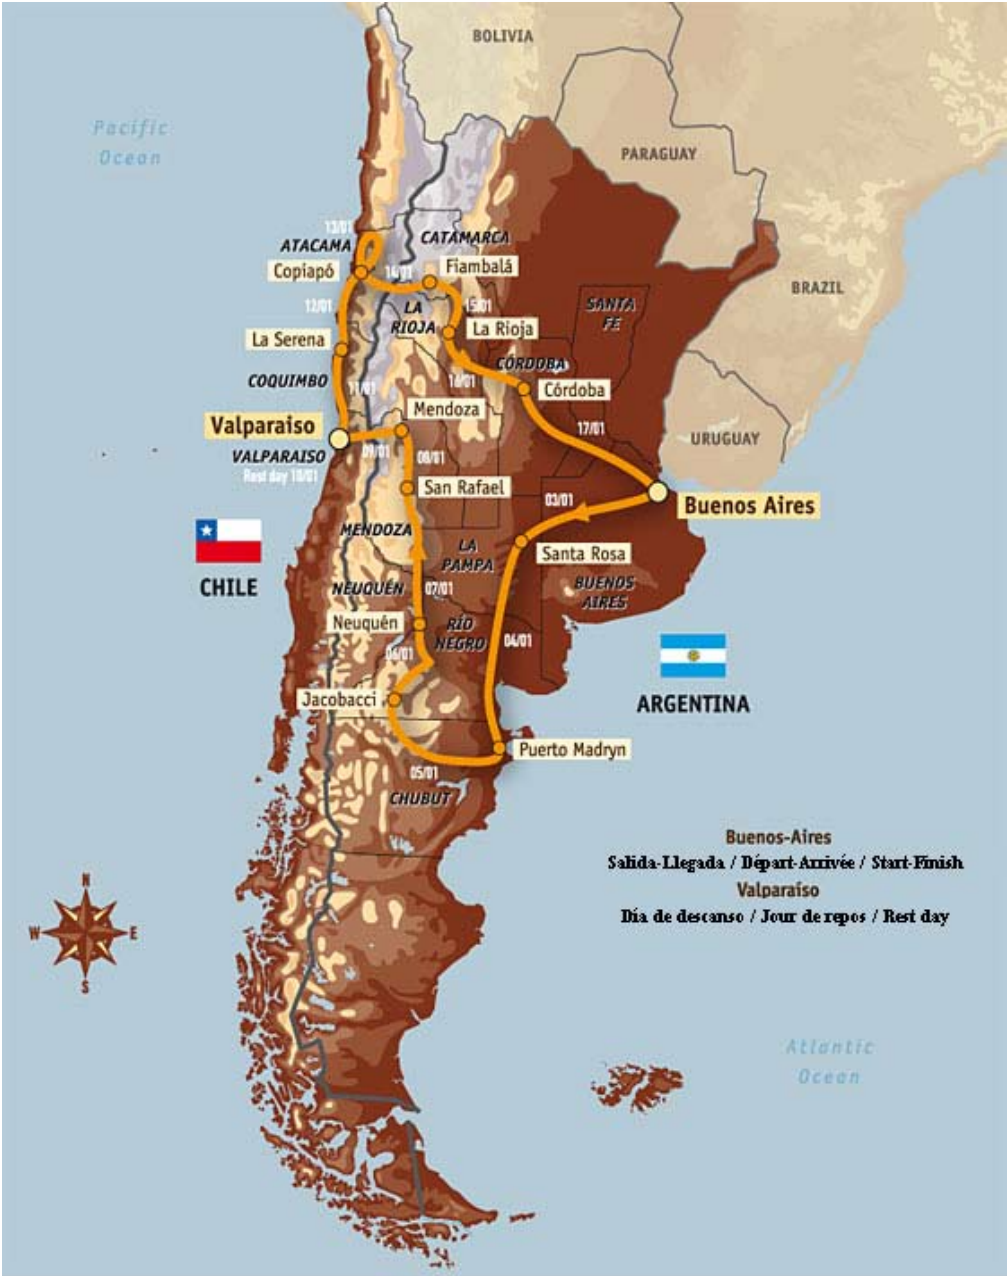 BOLIVIA
Pacific
Ocean
PARAGUAY
13/01
ATACAMA
CATAMARCA
Copiapó
14/01
Fiambalá
BRAZIL
12/01
LA
RIOJA
15/01
SANTA
FE
La Rioja
La Serena
CÓRDOBA
COQUIMBO
11/01
16/01
Córdoba
Mendoza
Valparaiso
17/01
URUGUAY
VALPARAISO
09/01
08/01
Rest day 10/01
San Rafael
03/01
Buenos Aires
MENDOZA
LA
PAMPA
Santa Rosa
CHILE
NEUQUÉN
07/01
BUENOS
AIRES
Neuquén
RÍO
NEGRO
04/01
06/01
Jacobacci
ARGENTINA
Puerto Madryn
05/01
CHUBUT
Buenos-Aires
Salida-Llegada / Départ-Arrivée / Start-Finish
Valparaíso
Día de descanso / Jour de repos / Rest day
N
W
E
S
Atlantic
Ocean